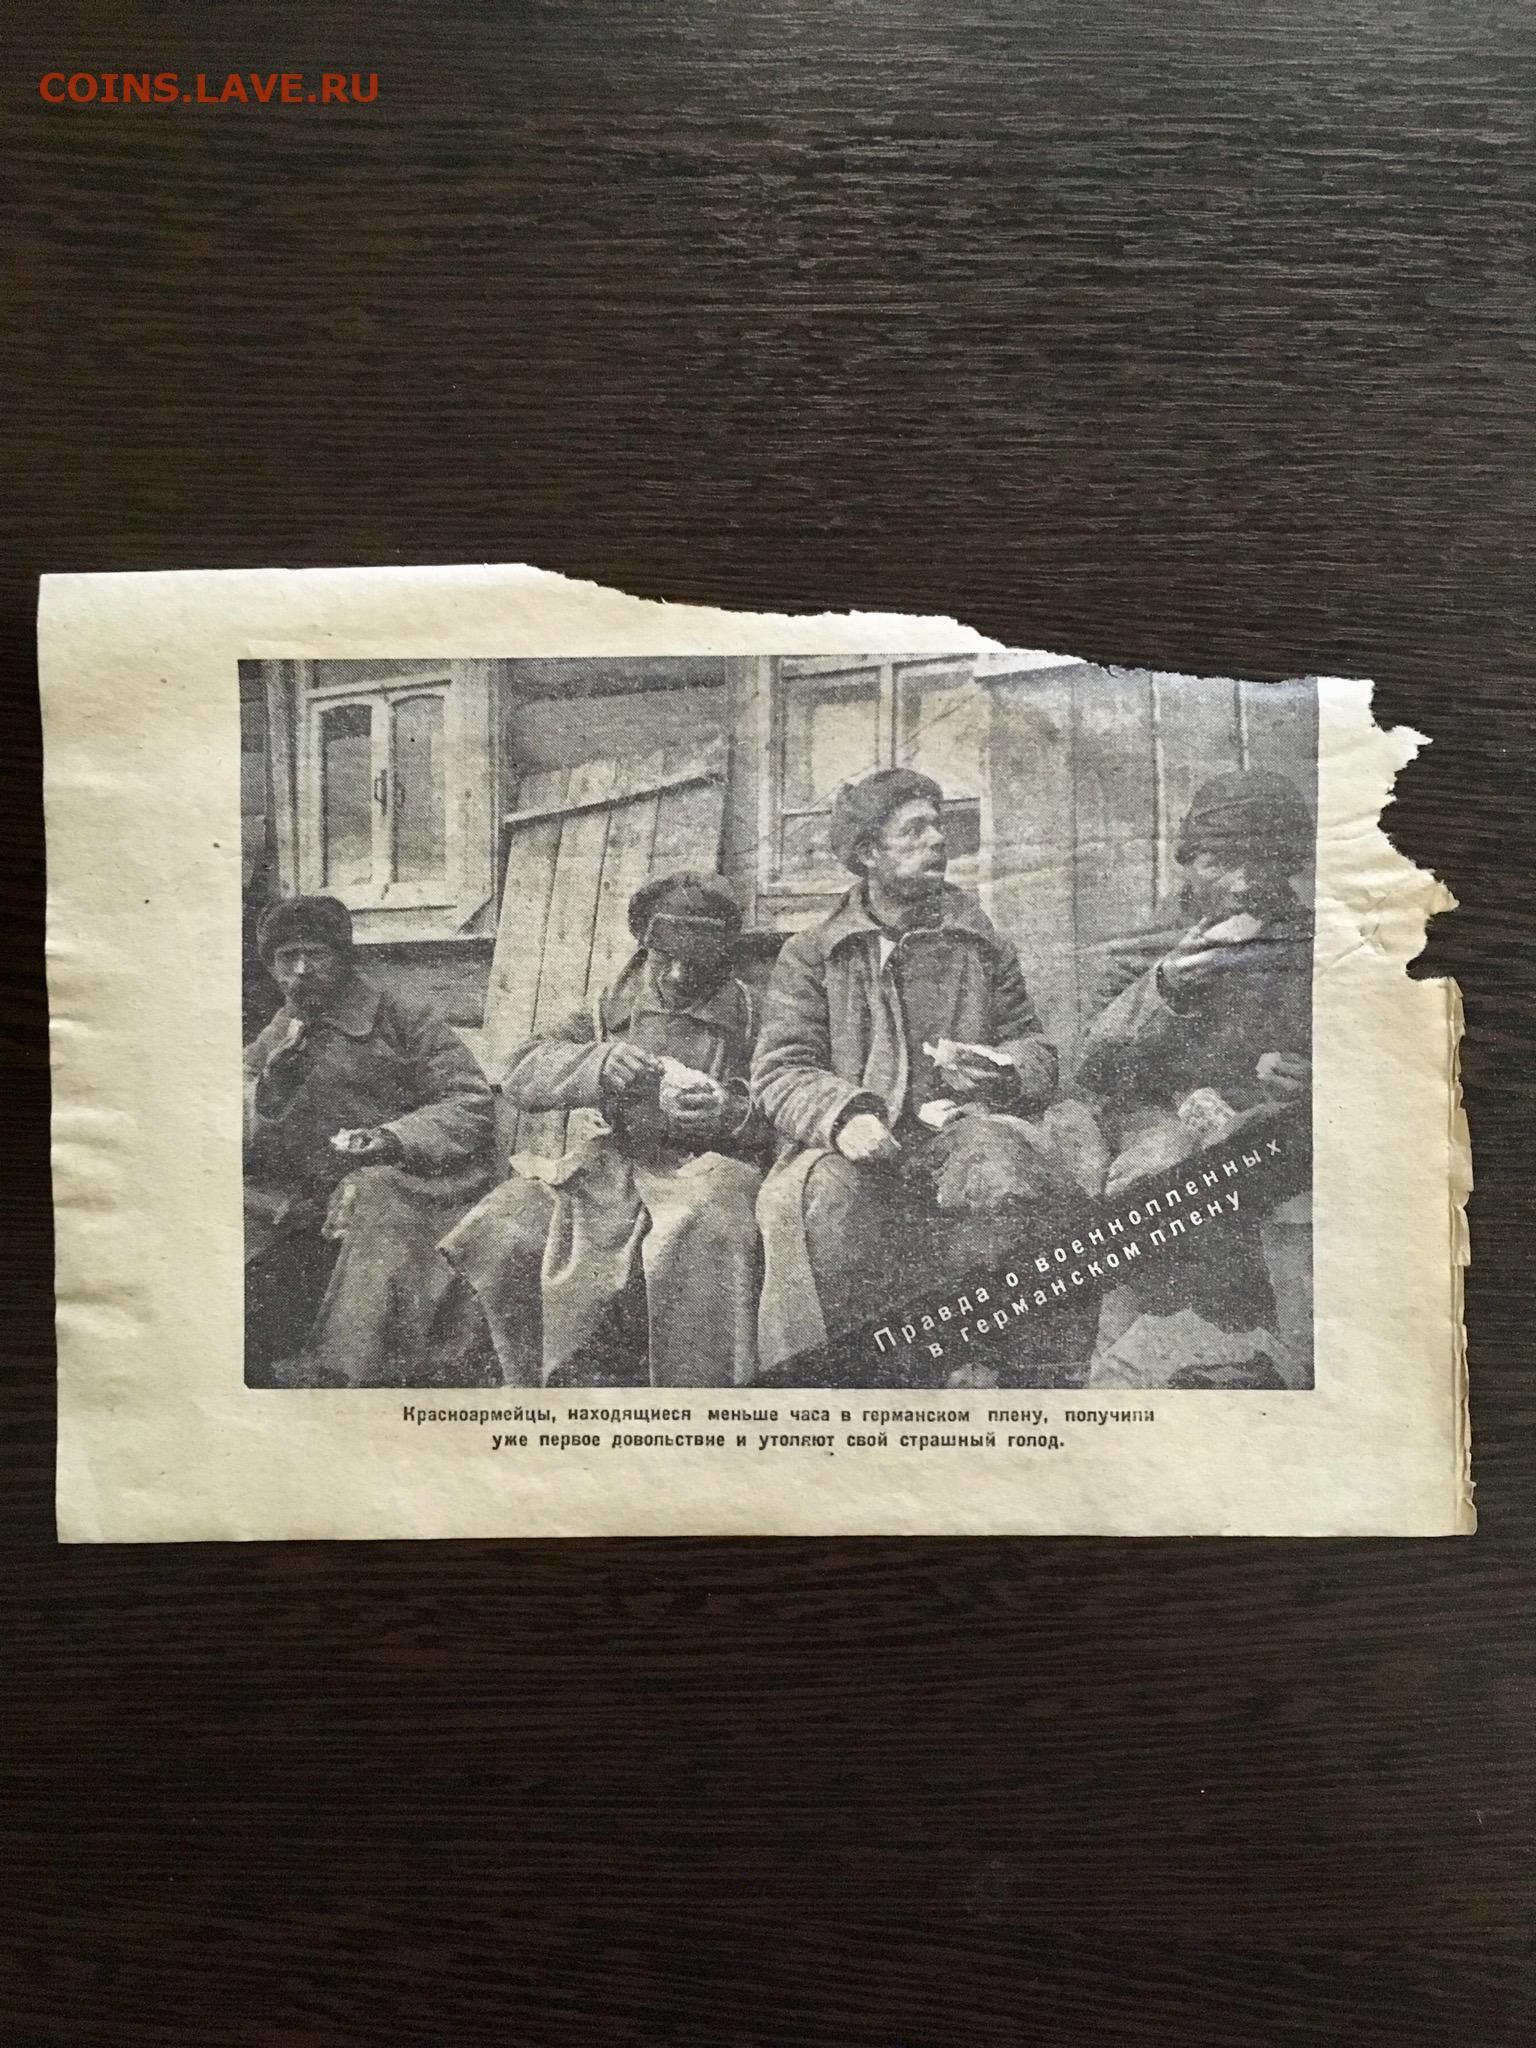 COINS.LAVE.RU
Правда о военнопленных
в германском плену
Красноармейцы, находящиеся меньше часа в германском плену, получили
уже первое довольствие и утоляют свой страшный голод.